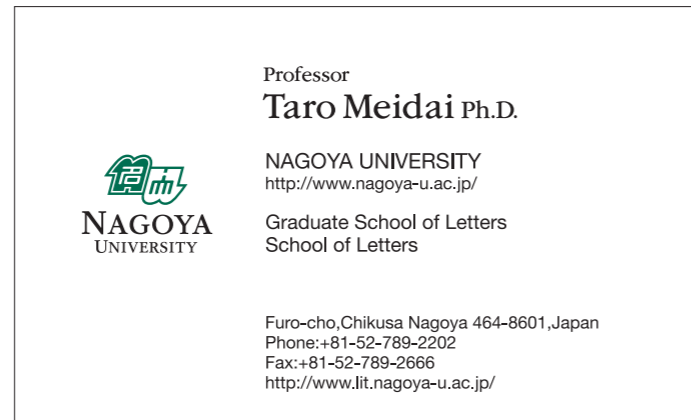 Professor
Taro Meidai Ph.D.
NAGOYA UNIVERSITY
http://www.nagoya-u.ac.jp/
Graduate School of Letters
School of Letters
名大
NAGOYA
UNIVERSITY
Furo-cho,Chikusa Nagoya 464-8601,Japan
Phone:+81-52-789-2202
Fax:+81-52-789-2666
http://www.lit.nagoya-u.ac.jp/